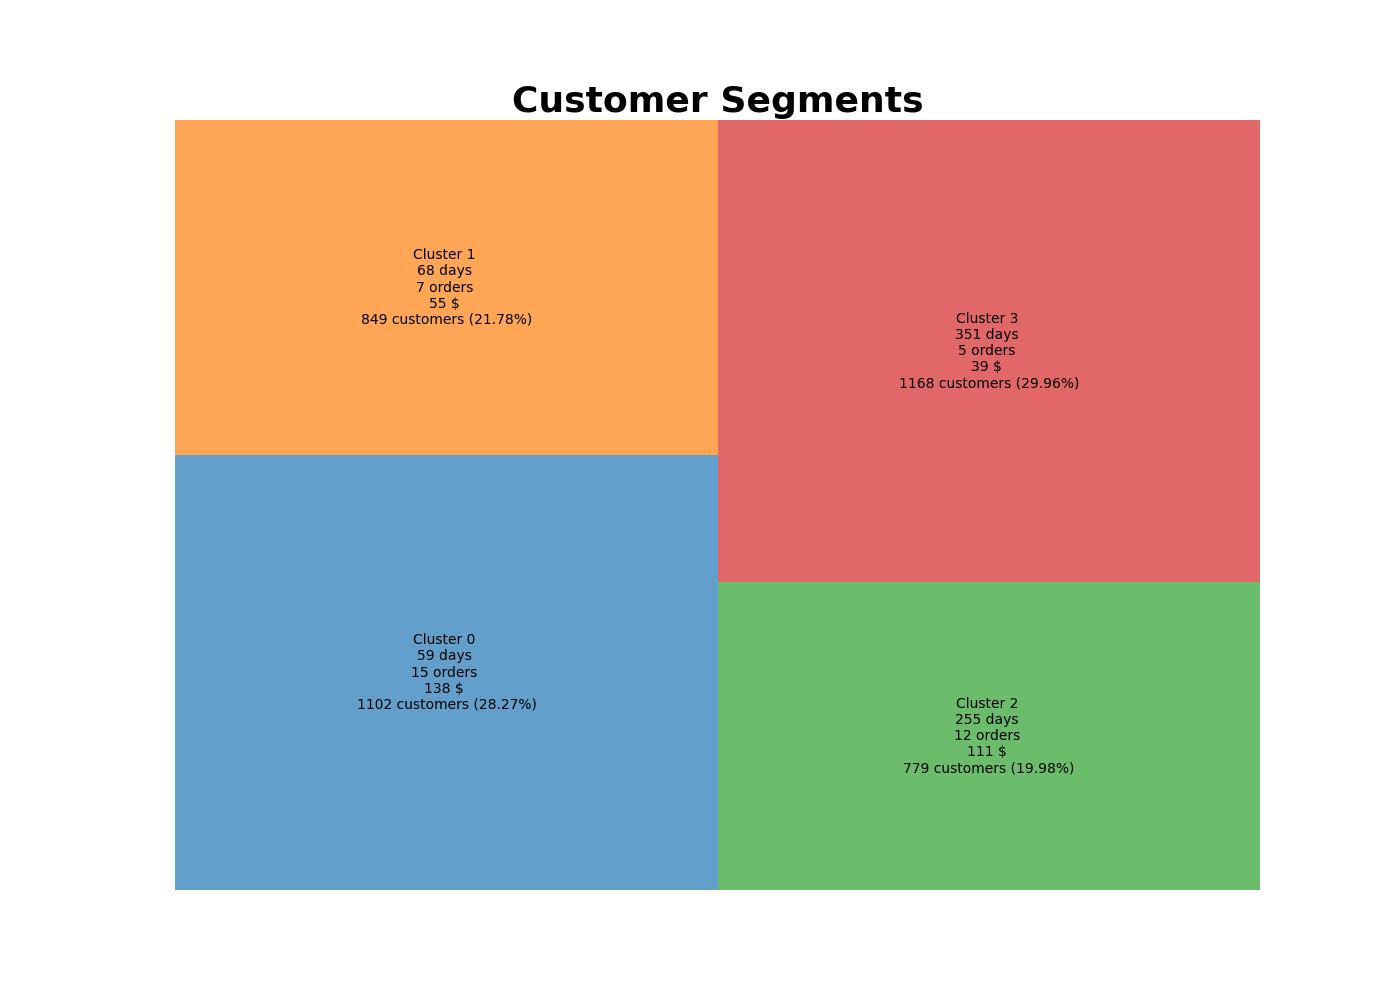 Customer Segments
Cluster 1
68 days
7 orders
55 $
849 customers (21.78%)
Cluster 3
351 days
5 orders
39 $
1168 customers (29.96%)
Cluster 0
59 days
15 orders
138 $
1102 customers (28.27%)
Cluster 2
255 days
12 orders
111 $
779 customers (19.98%)